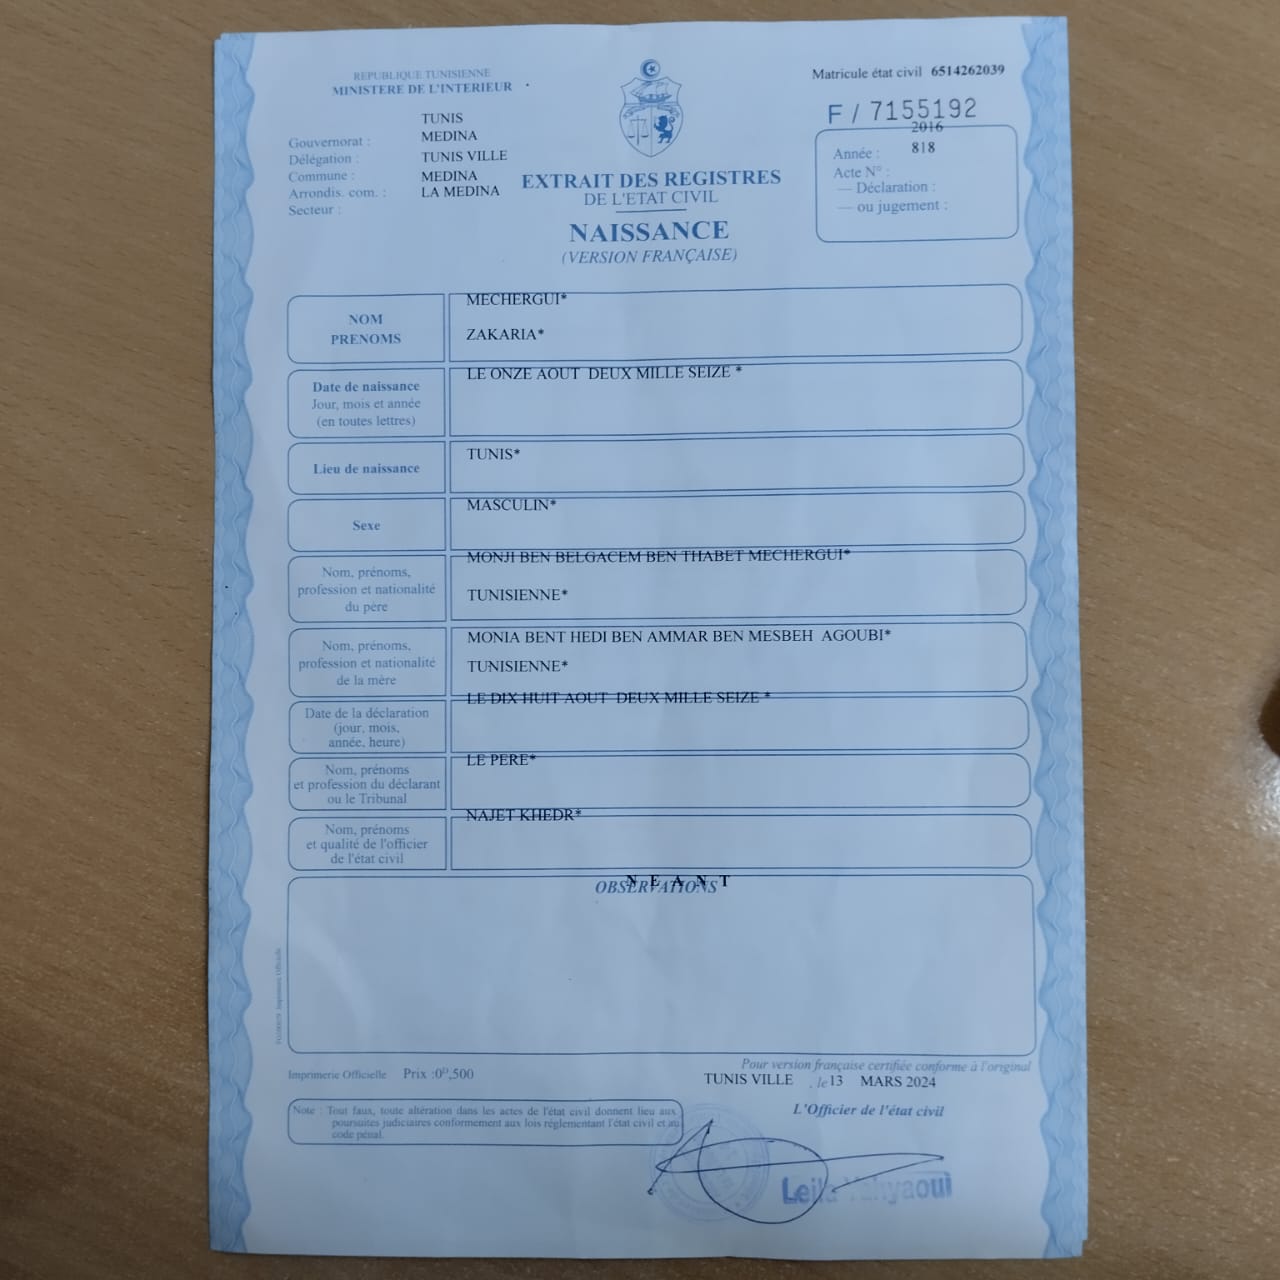 REPUBLIQUE TUNISIENNE
MINISTERE DE L'INTERIEUR
Matricule état civil 6514262039
F / 7155192
TUNIS
Gouvernorat : MEDINA
Délégation : TUNIS VILLE
Commune : MEDINA
Arrondis. com. : LA MEDINA
Secteur :
2016
Année : 818
Acte N° :
— Déclaration :
— ou jugement :
EXTRAIT DES REGISTRES
DE L'ETAT CIVIL
NAISSANCE
(VERSION FRANÇAISE)
NOM
PRENOMS
MECHERGUI*
ZAKARIA*
Date de naissance
Jour, mois et année
(en toutes lettres)
LE ONZE AOUT DEUX MILLE SEIZE *
Lieu de naissance
TUNIS*
Sexe
MASCULIN*
Nom, prénoms,
profession et nationalité
du père
MONJI BEN BELGACEM BEN THABET MECHERGUI*
TUNISIENNE*
Nom, prénoms,
profession et nationalité
de la mère
MONIA BENT HEDI BEN AMMAR BEN MESBEH AGOUBI*
TUNISIENNE*
Date de la déclaration
(jour, mois,
année, heure)
LE DIX HUIT AOUT DEUX MILLE SEIZE *
Nom, prénoms
et profession du déclarant
ou le Tribunal
LE PERE*
Nom, prénoms
et qualité de l'officier
de l'état civil
NAJET KHEDR*
OBSERVATIONS
N E A N T
Imprimerie Officielle Prix :0ᴰ,500
Pour version française certifiée conforme à l'original
TUNIS VILLE , le 13 MARS 2024
L'Officier de l'état civil
Note : Tout faux, toute altération dans les actes de l'état civil donnent lieu aux
poursuites judiciaires conformement aux lois réglementant l'état civil et au
code pénal.
Leila Yahyaoui